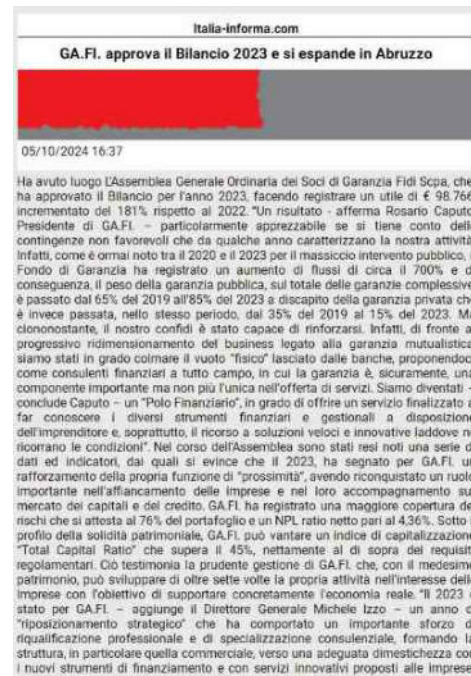 Italia-informa.com
GA.FI. approva il Bilancio 2023 e si espande in Abruzzo
05/10/2024 16:37
Ha avuto luogo L'Assemblea Generale Ordinaria dei Soci di Garanzia Fidi Scpa, che
ha approvato il Bilancio per l'anno 2023, facendo registrare un utile di € 98.766
incrementato del 181% rispetto al 2022. "Un risultato - afferma Rosario Caputo
Presidente di GA.FI. – particolarmente apprezzabile se si tiene conto delle
contingenze non favorevoli che da qualche anno caratterizzano la nostra attività
Infatti, come è ormai noto tra il 2020 e il 2023 per il massiccio intervento pubblico, i
Fondo di Garanzia ha registrato un aumento di flussi di circa il 700% e d
conseguenza, il peso della garanzia pubblica, sul totale delle garanzie complessive
è passato dal 65% del 2019 all'85% del 2023 a discapito della garanzia privata che
è invece passata, nello stesso periodo, dal 35% del 2019 al 15% del 2023. Ma
ciononostante, il nostro confidi è stato capace di rinforzarsi. Infatti, di fronte a
progressivo ridimensionamento del business legato alla garanzia mutualistica
siamo stati in grado colmare il vuoto "fisico" lasciato dalle banche, proponendoc
come consulenti finanziari a tutto campo, in cui la garanzia è, sicuramente, una
componente importante ma non più l'unica nell'offerta di servizi. Siamo diventati –
conclude Caputo – un "Polo Finanziario", in grado di offrire un servizio finalizzato a
far conoscere i diversi strumenti finanziari e gestionali a disposizione
dell'imprenditore e, soprattutto, il ricorso a soluzioni veloci e innovative laddove ne
ricorrano le condizioni". Nel corso dell'Assemblea sono stati resi noti una serie d
dati ed indicatori, dai quali si evince che il 2023, ha segnato per GA.FI. un
rafforzamento della propria funzione di "prossimità", avendo riconquistato un ruolo
importante nell'affiancamento delle imprese e nel loro accompagnamento su
mercato dei capitali e del credito. GA.FI. ha registrato una maggiore copertura de
rischi che si attesta al 76% del portafoglio e un NPL ratio netto pari al 4,36%. Sotto i
profilo della solidità patrimoniale, GA.FI. può vantare un indice di capitalizzazione
"Total Capital Ratio" che supera il 45%, nettamente al di sopra dei requisit
regolamentari. Ciò testimonia la prudente gestione di GA.FI. che, con il medesimo
patrimonio, può sviluppare di oltre sette volte la propria attività nell'interesse delle
imprese con l'obiettivo di supportare concretamente l'economia reale. "Il 2023 è
stato per GA.FI. – aggiunge il Direttore Generale Michele Izzo – un anno d
"riposizionamento strategico" che ha comportato un importante sforzo d
riqualificazione professionale e di specializzazione consulenziale, formando la
struttura, in particolare quella commerciale, verso una adeguata dimestichezza con
i nuovi strumenti di finanziamento e con servizi innovativi proposti alle imprese